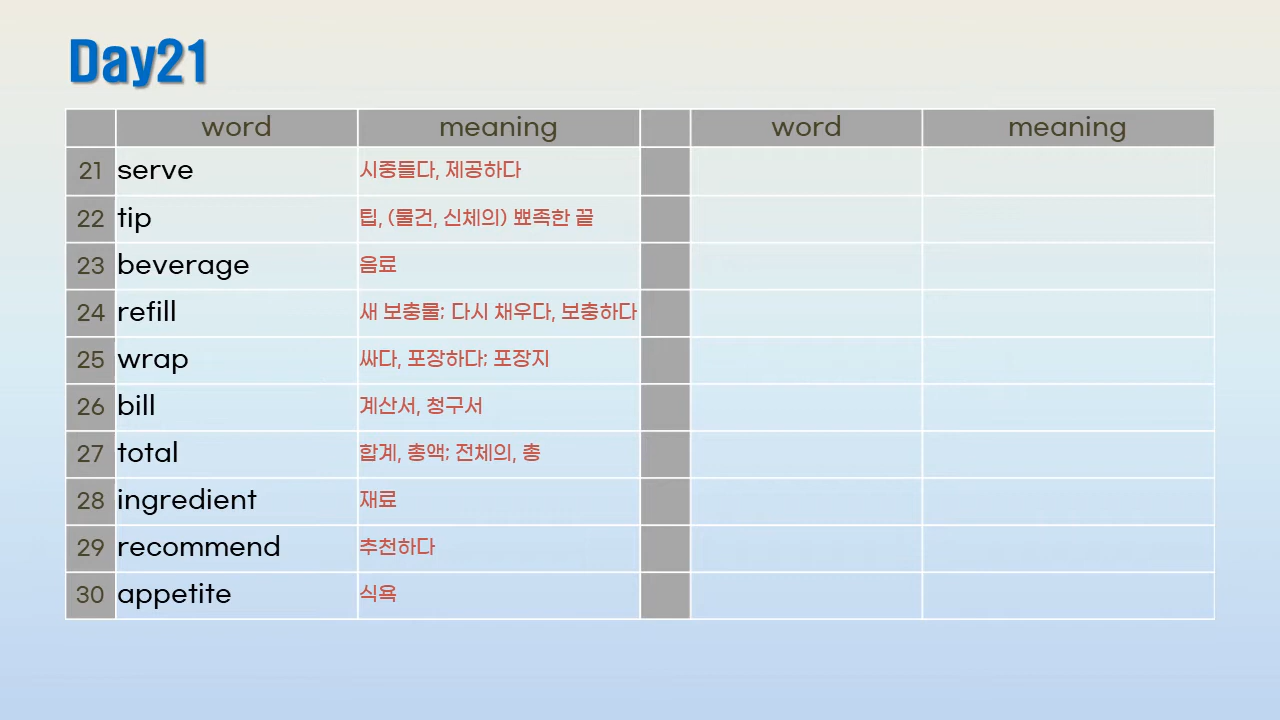 Day21
word meaning word meaning
21 serve 시중들다, 제공하다
22 tip 팁, (물건, 신체의) 뾰족한 끝
23 beverage 음료
24 refill 새 보충물; 다시 채우다, 보충하다
25 wrap 싸다, 포장하다; 포장지
26 bill 계산서, 청구서
27 total 합계, 총액; 전체의, 총
28 ingredient 재료
29 recommend 추천하다
30 appetite 식욕